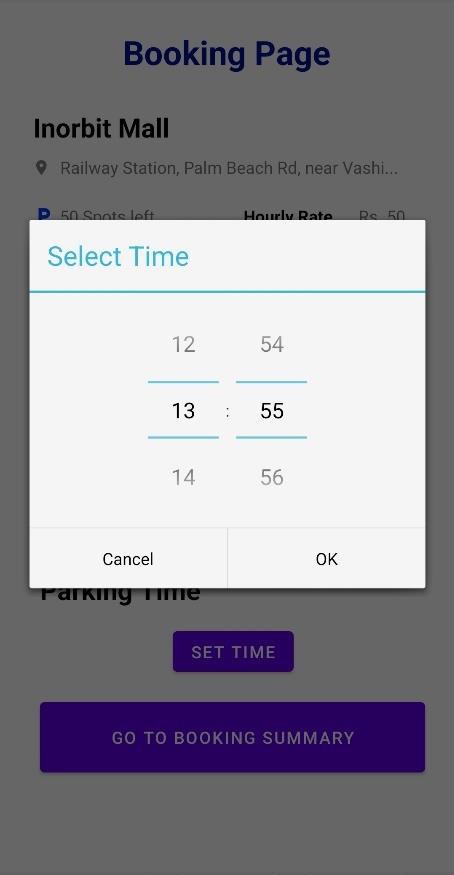 Booking Page
Inorbit Mall
Railway Station, Palm Beach Rd, near Vashi...
P 50 Spots left Hourly Rate Rs. 50
Select Time
12 54
13 : 55
14 56
Cancel OK
Parking Time
SET TIME
GO TO BOOKING SUMMARY